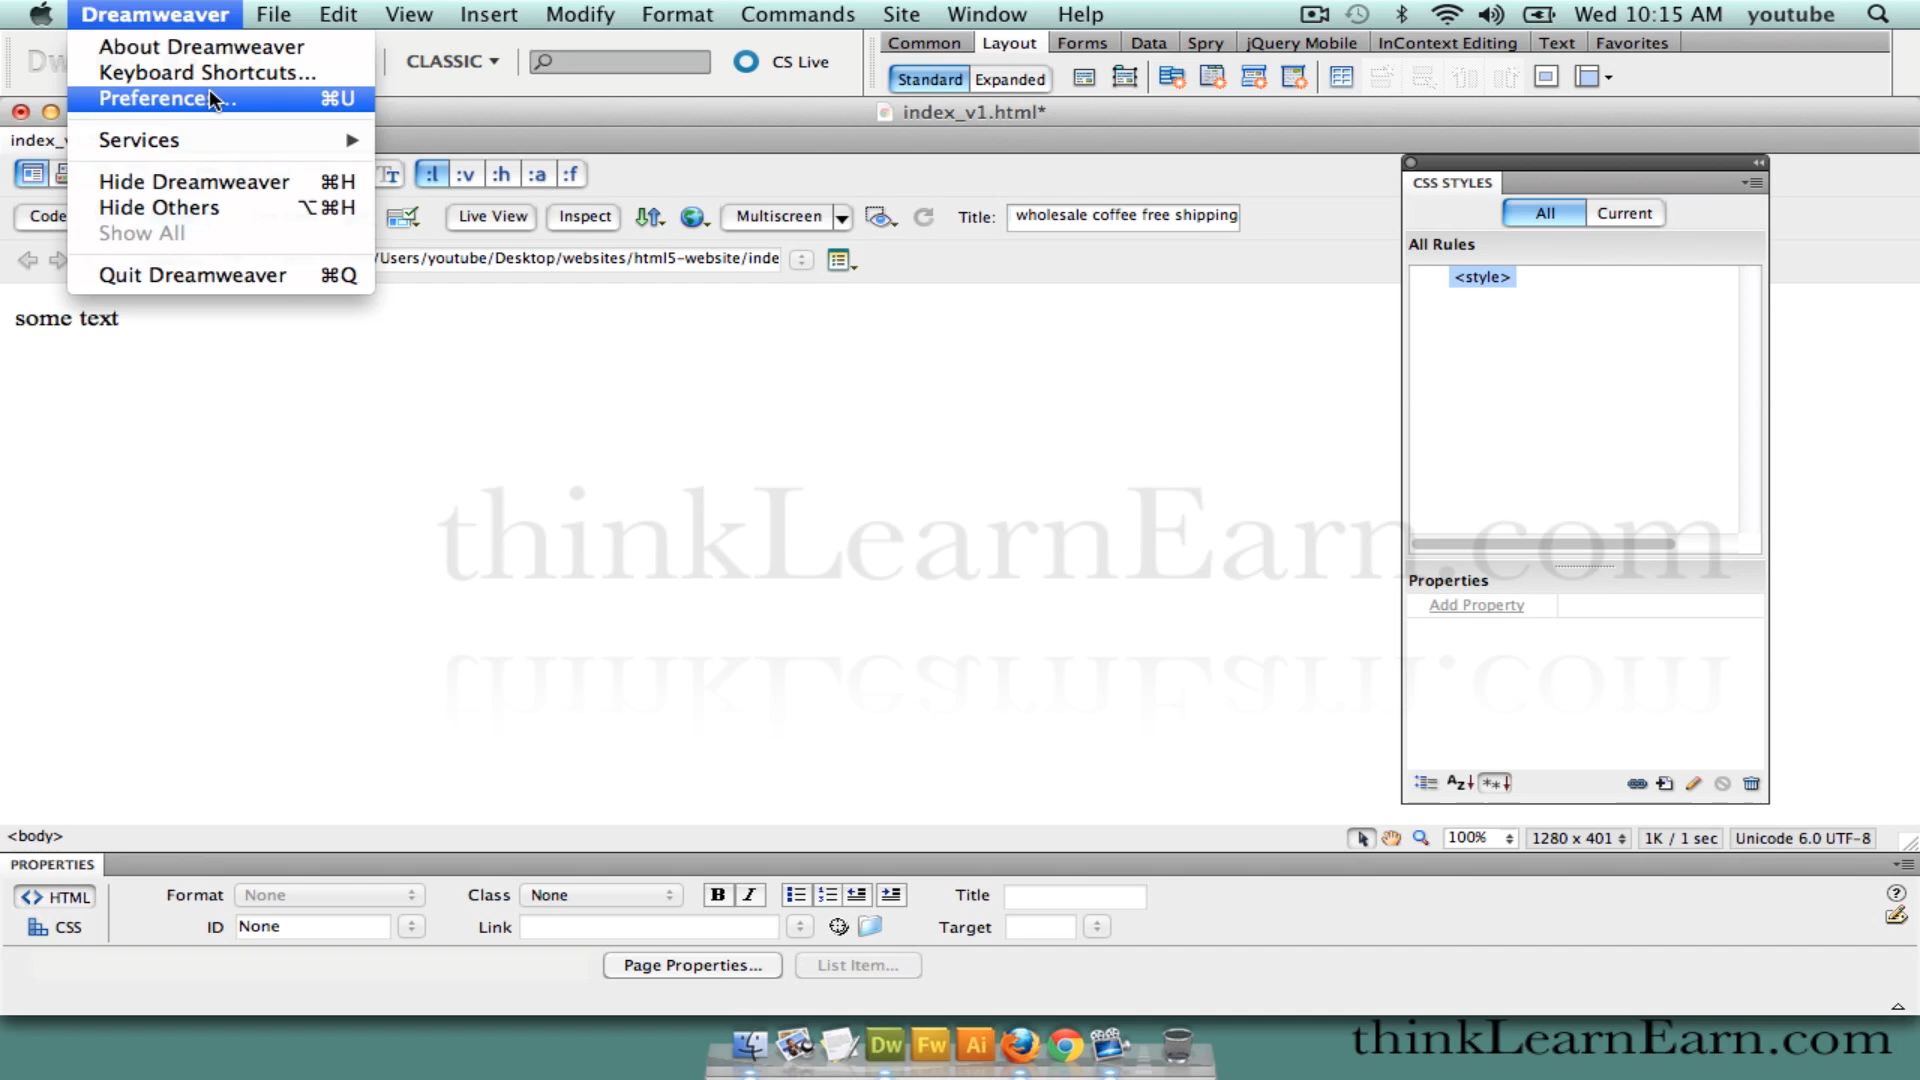 Dreamweaver File Edit View Insert Modify Format Commands Site Window Help Wed 10:15 AM youtube
About Dreamweaver
Keyboard Shortcuts...
⌘U
Services
Hide Dreamweaver ⌘H
Hide Others ⌥⌘H
Show All
Quit Dreamweaver ⌘Q
Dw CLASSIC CS Live
Common Layout Forms Data Spry jQuery Mobile InContext Editing Text Favorites
Standard Expanded
index_v1.html*
:l :v :h :a :f
Code Live View Inspect Multiscreen Title: wholesale coffee free shipping
/Users/youtube/Desktop/websites/html5-website/inde
some text
CSS STYLES
All Current
All Rules
<style>
thinkLearnEarn.com
Properties
Add Property
<body> 100% 1280 x 401 1K / 1 sec Unicode 6.0 UTF-8
PROPERTIES
HTML Format None Class None B I Title
CSS ID None Link Target
Page Properties... List Item...
Dw Fw Ai
thinkLearnEarn.com